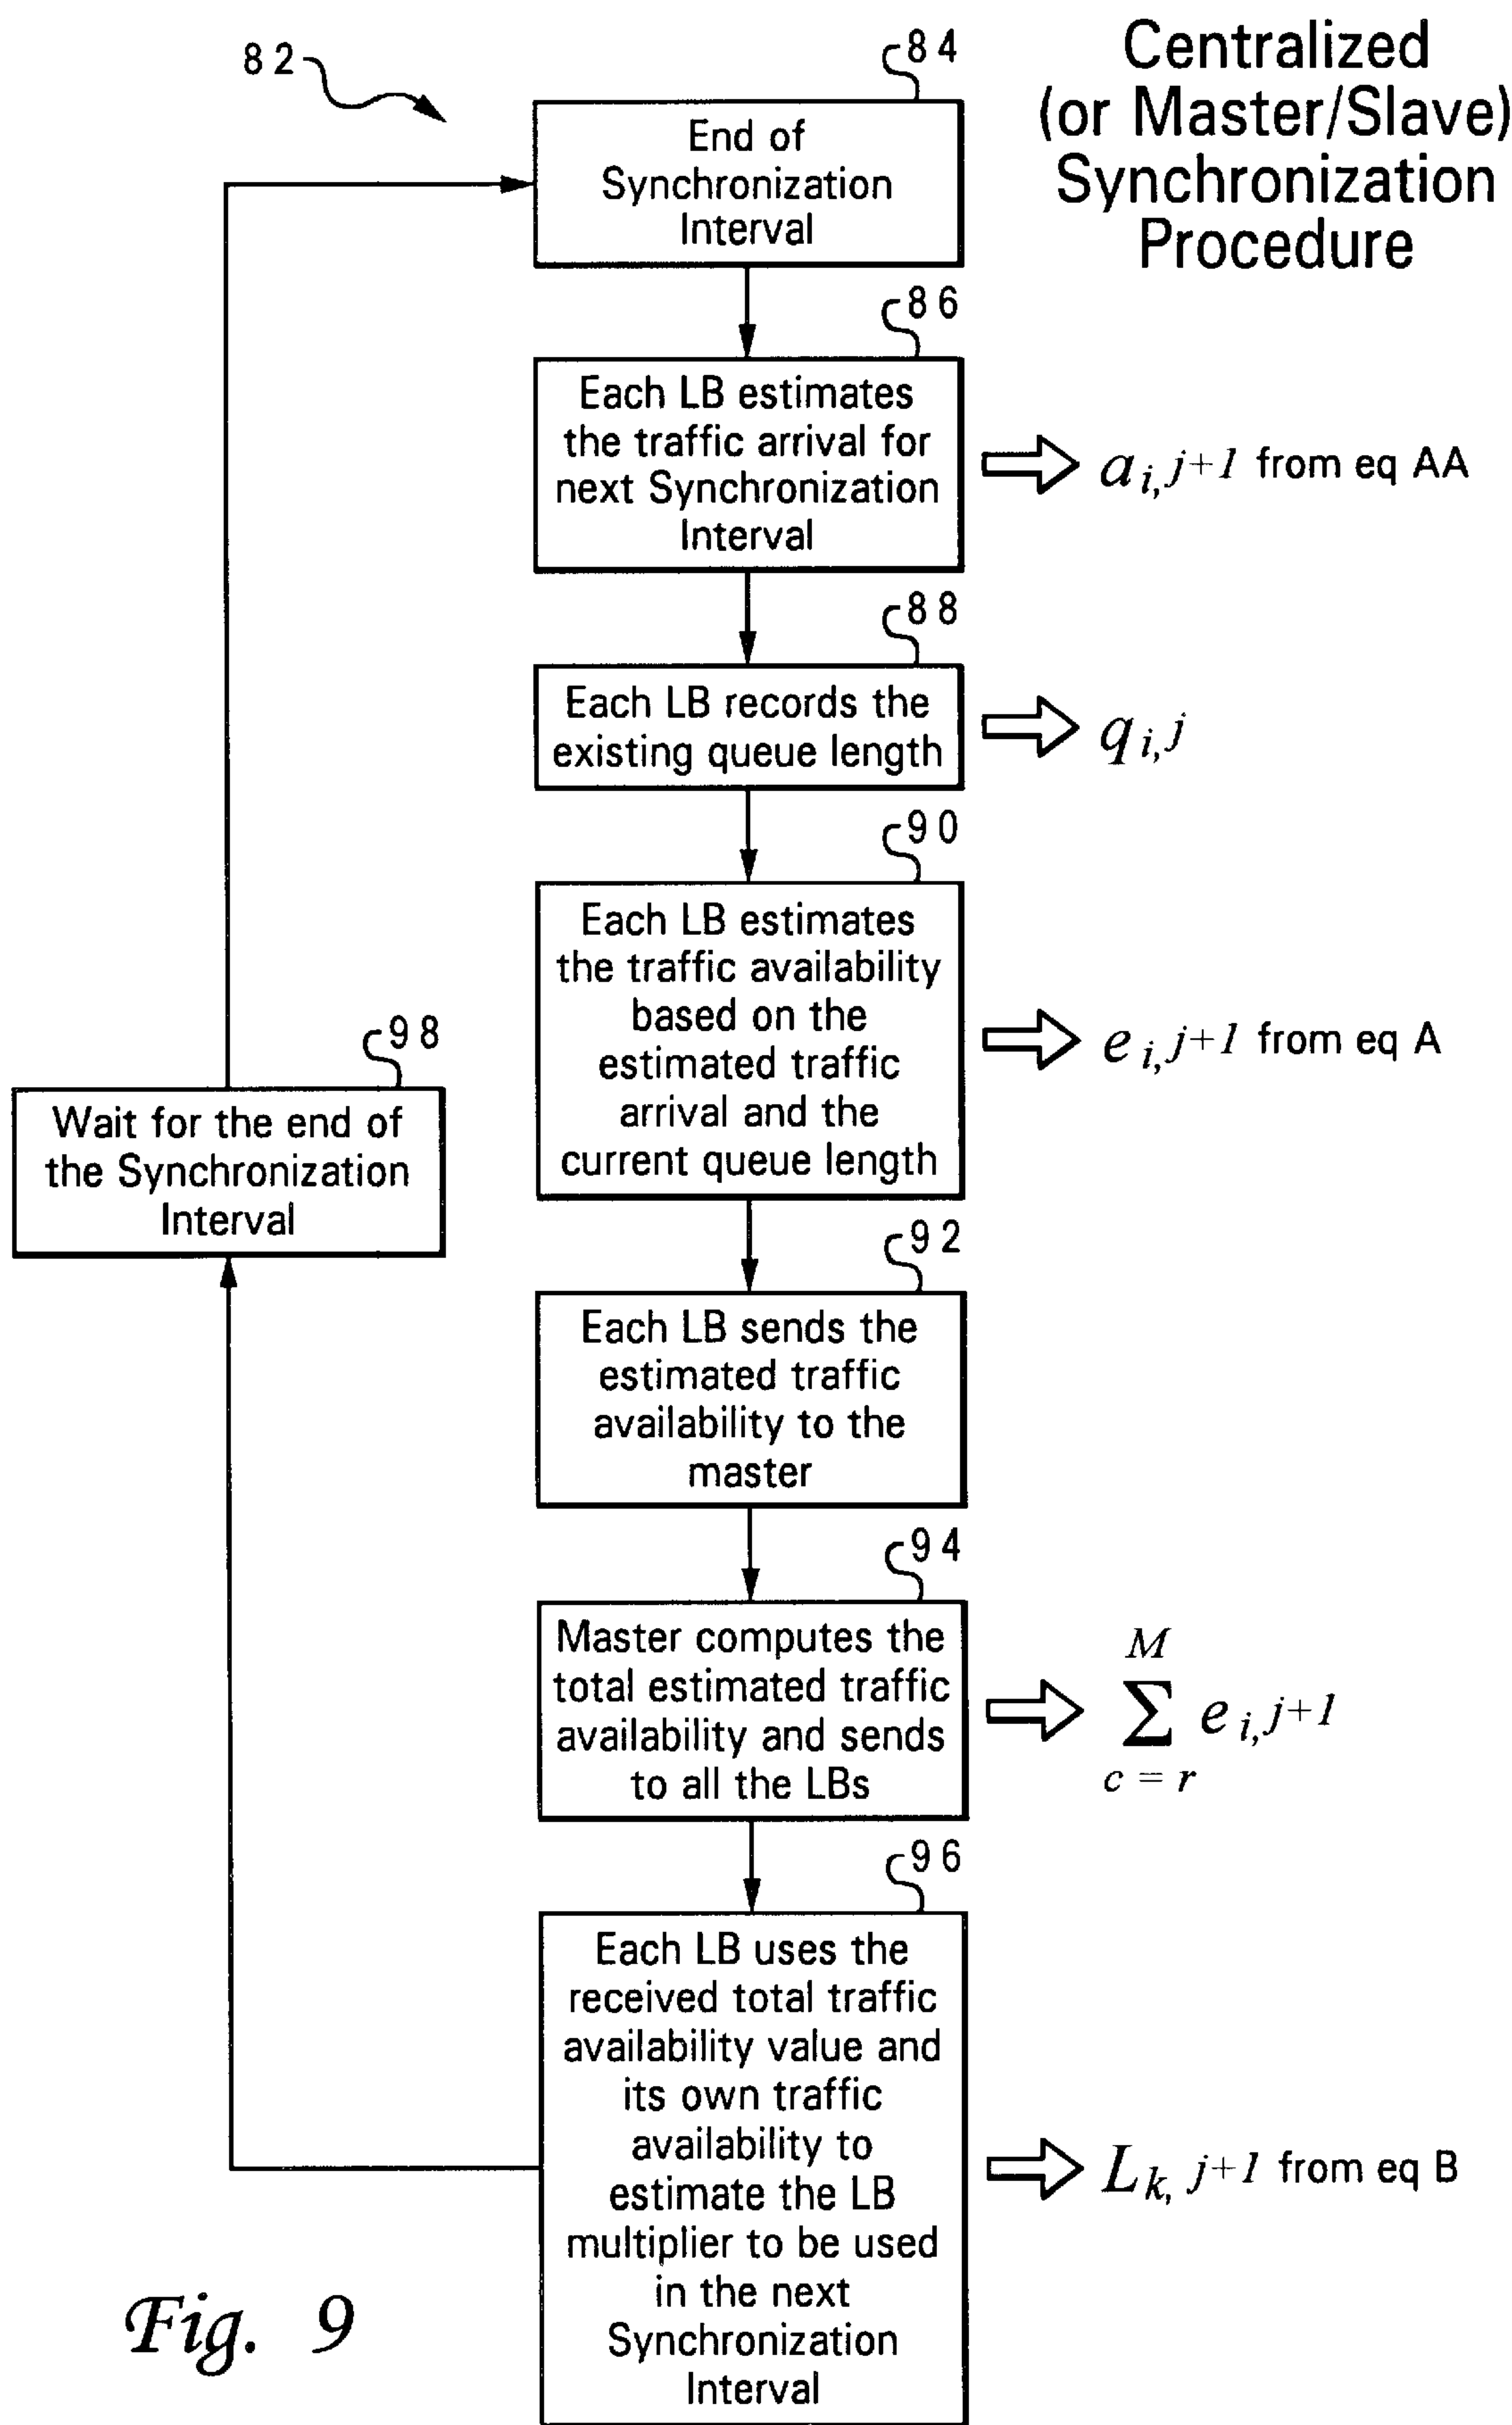 82
84
Centralized
(or Master/Slave)
Synchronization
Procedure
End of
Synchronization
Interval
86
Each LB estimates
the traffic arrival for
next Synchronization
Interval
a i, j+1 from eq AA
88
Each LB records the
existing queue length
q i, j
90
Each LB estimates
the traffic availability
based on the
estimated traffic
arrival and the
current queue length
e i, j+1 from eq A
92
Each LB sends the
estimated traffic
availability to the
master
94
Master computes the
total estimated traffic
availability and sends
to all the LBs
M
Σ e i, j+1
c = r
96
Each LB uses the
received total traffic
availability value and
its own traffic
availability to
estimate the LB
multiplier to be used
in the next
Synchronization
Interval
L k, j+1 from eq B
98
Wait for the end of
the Synchronization
Interval
Fig. 9